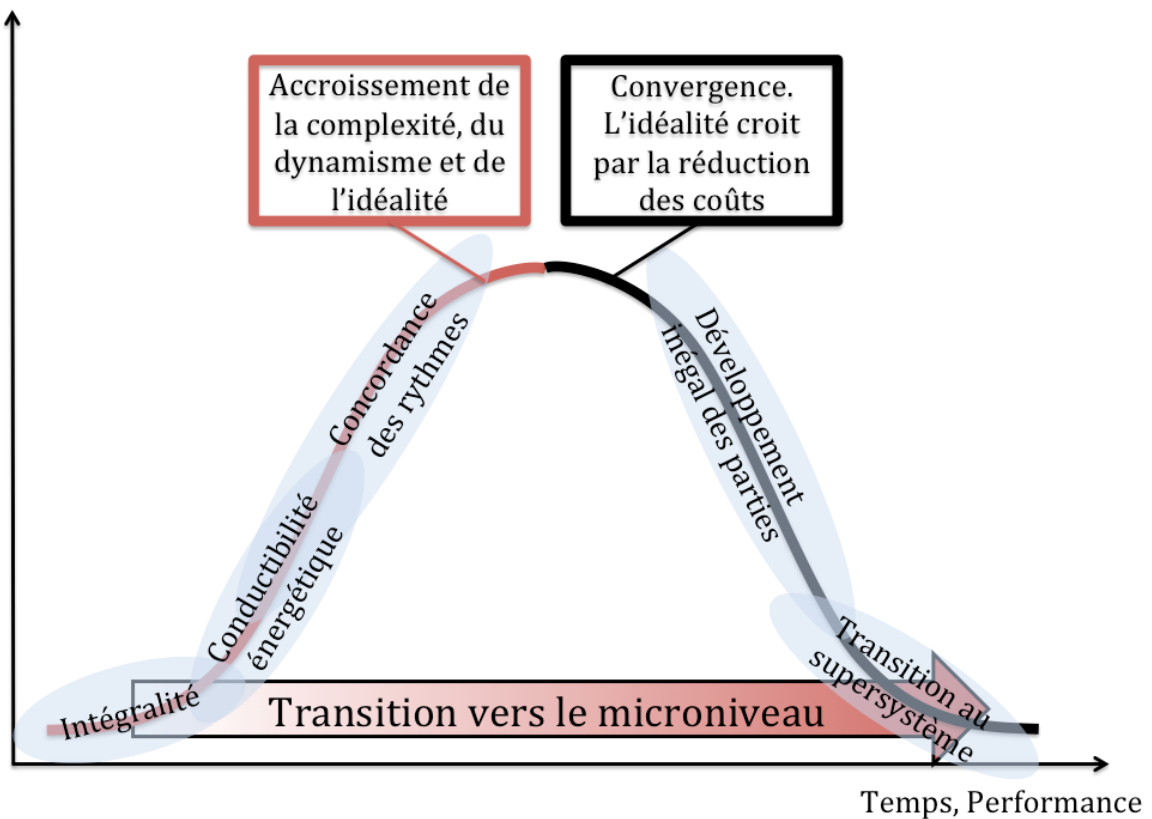 Accroissement de
la complexité, du
dynamisme et de
l'idéalité
Convergence.
L'idéalité croit
par la réduction
des coûts
Intégralité
Conductibilité
énergétique
Concordance
des rythmes
Développement
inégal des parties
Transition au
supersystème
Transition vers le microniveau
Temps, Performance